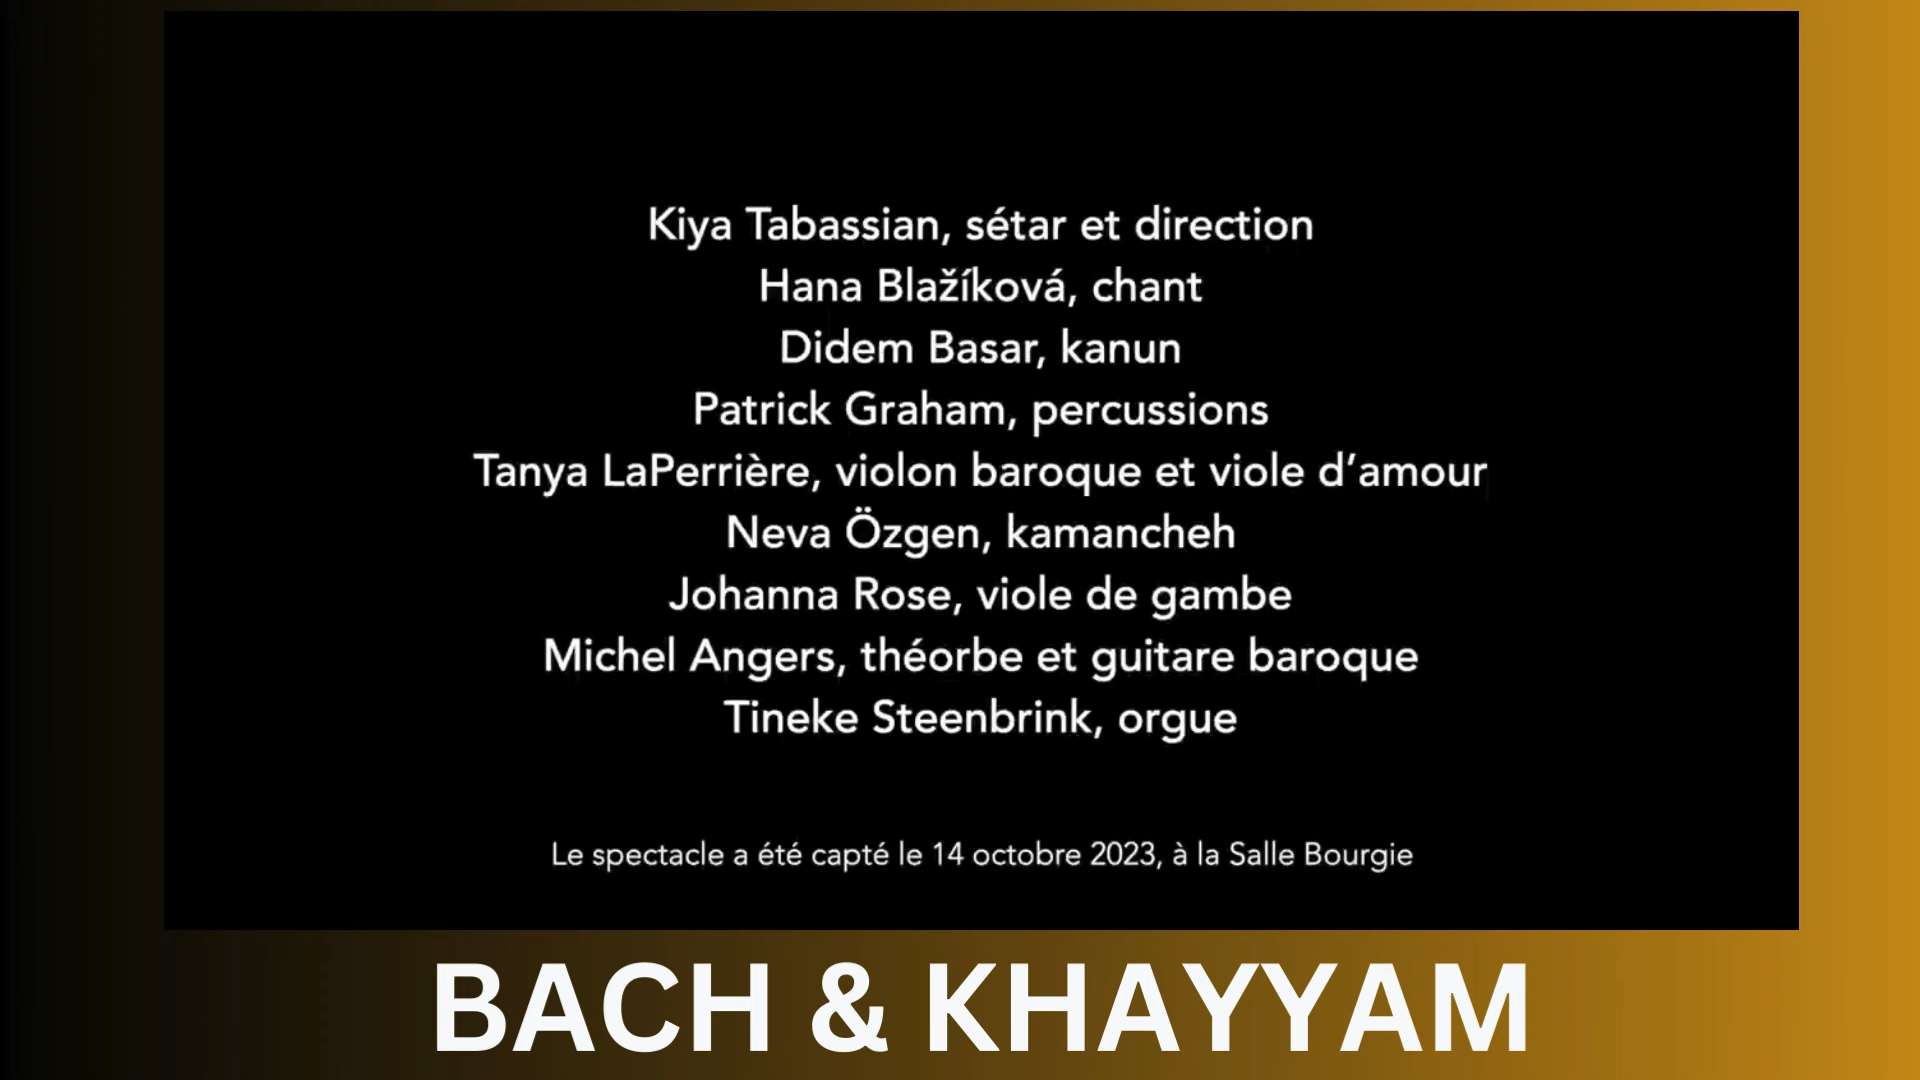 Kiya Tabassian, sétar et direction
Hana Blažíková, chant
Didem Basar, kanun
Patrick Graham, percussions
Tanya LaPerrière, violon baroque et viole d’amour
Neva Özgen, kamancheh
Johanna Rose, viole de gambe
Michel Angers, théorbe et guitare baroque
Tineke Steenbrink, orgue
Le spectacle a été capté le 14 octobre 2023, à la Salle Bourgie
BACH & KHAYYAM